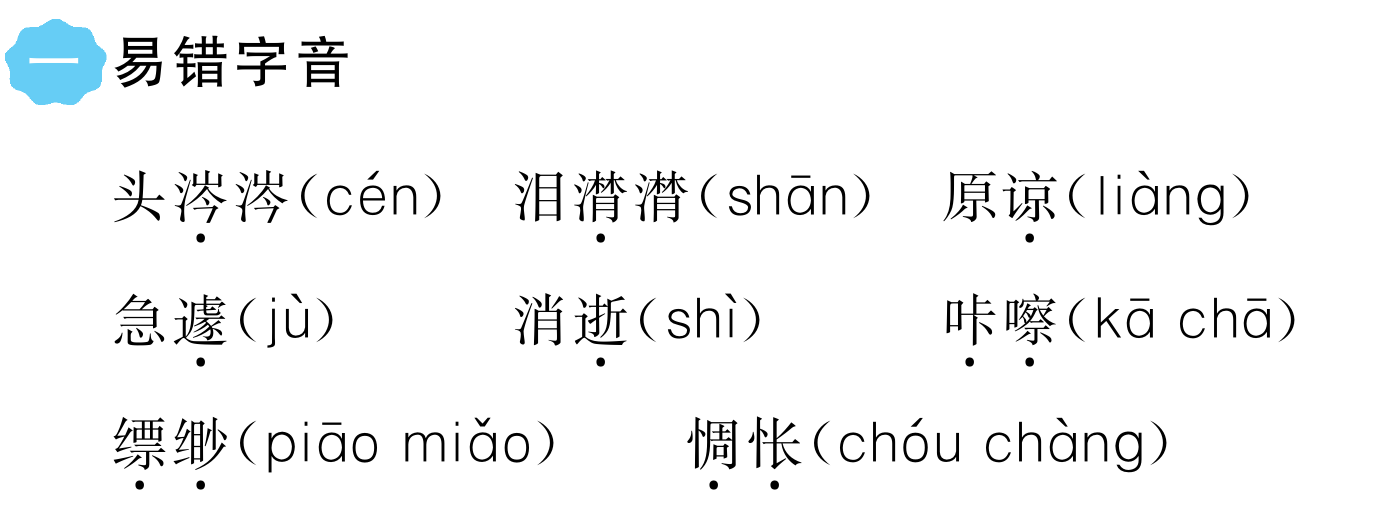 一 易错字音
头涔涔(cén) 泪潸潸(shān) 原谅(liàng)
急遽(jù) 消逝(shì) 咔嚓(kā chā)
缥缈(piāo miǎo) 惆怅(chóu chàng)